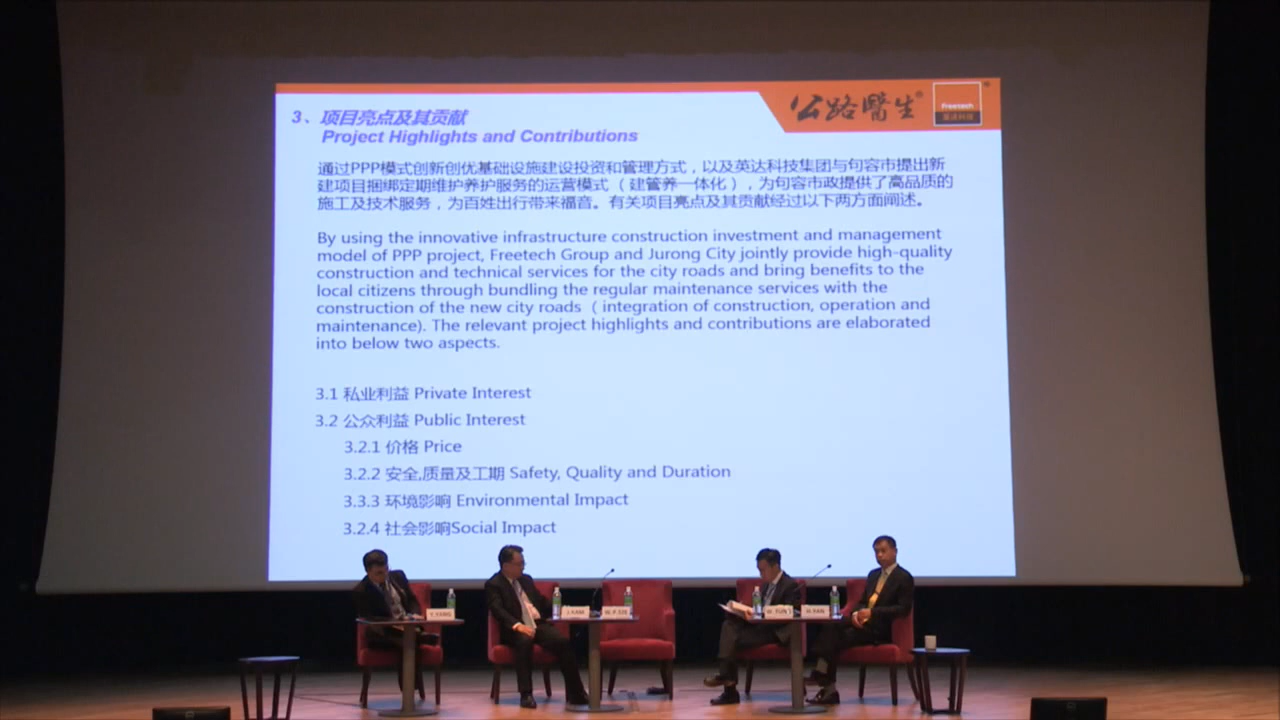 公路醫生®
Freetech
英达科技
3、项目亮点及其贡献
Project Highlights and Contributions
通过PPP模式创新创优基础设施建设投资和管理方式，以及英达科技集团与句容市提出新
建项目捆绑定期维护养护服务的运营模式（建管养一体化），为句容市政提供了高品质的
施工及技术服务，为百姓出行带来福音。有关项目亮点及其贡献经过以下两方面阐述。
By using the innovative infrastructure construction investment and management
model of PPP project, Freetech Group and Jurong City jointly provide high-quality
construction and technical services for the city roads and bring benefits to the
local citizens through bundling the regular maintenance services with the
construction of the new city roads （ integration of construction, operation and
maintenance). The relevant project highlights and contributions are elaborated
into below two aspects.
3.1 私业利益 Private Interest
3.2 公众利益 Public Interest
3.2.1 价格 Price
3.2.2 安全,质量及工期 Safety, Quality and Duration
3.3.3 环境影响 Environmental Impact
3.2.4 社会影响Social Impact